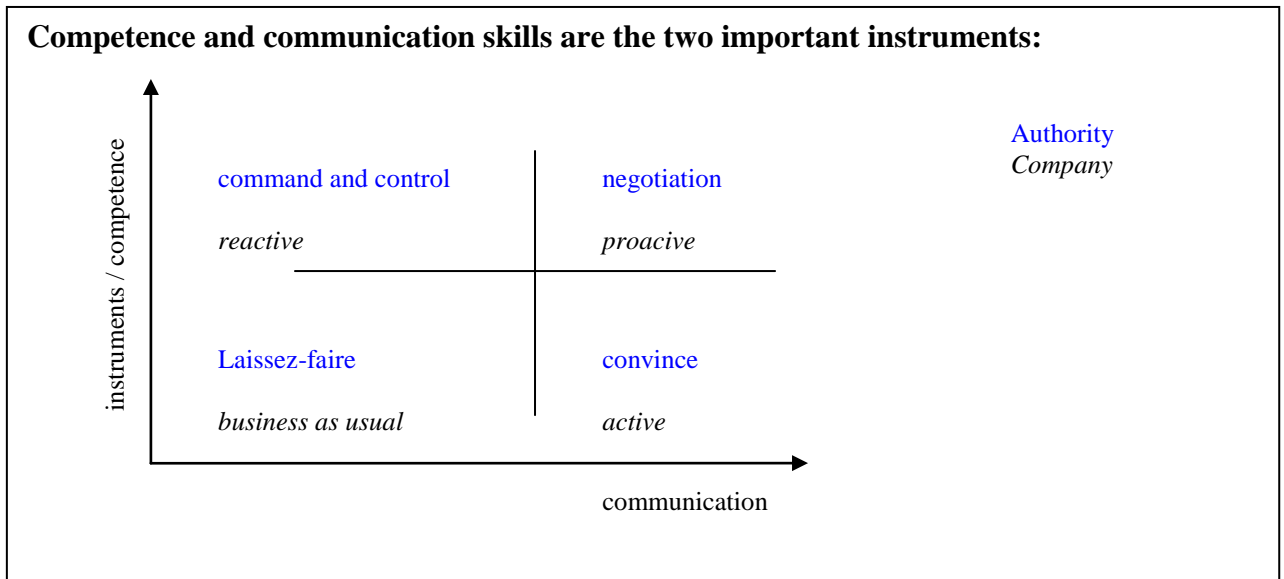 Competence and communication skills are the two important instruments:
Authority
Company
instruments / competence
command and control
negotiation
reactive
proacive
Laissez-faire
convince
business as usual
active
communication